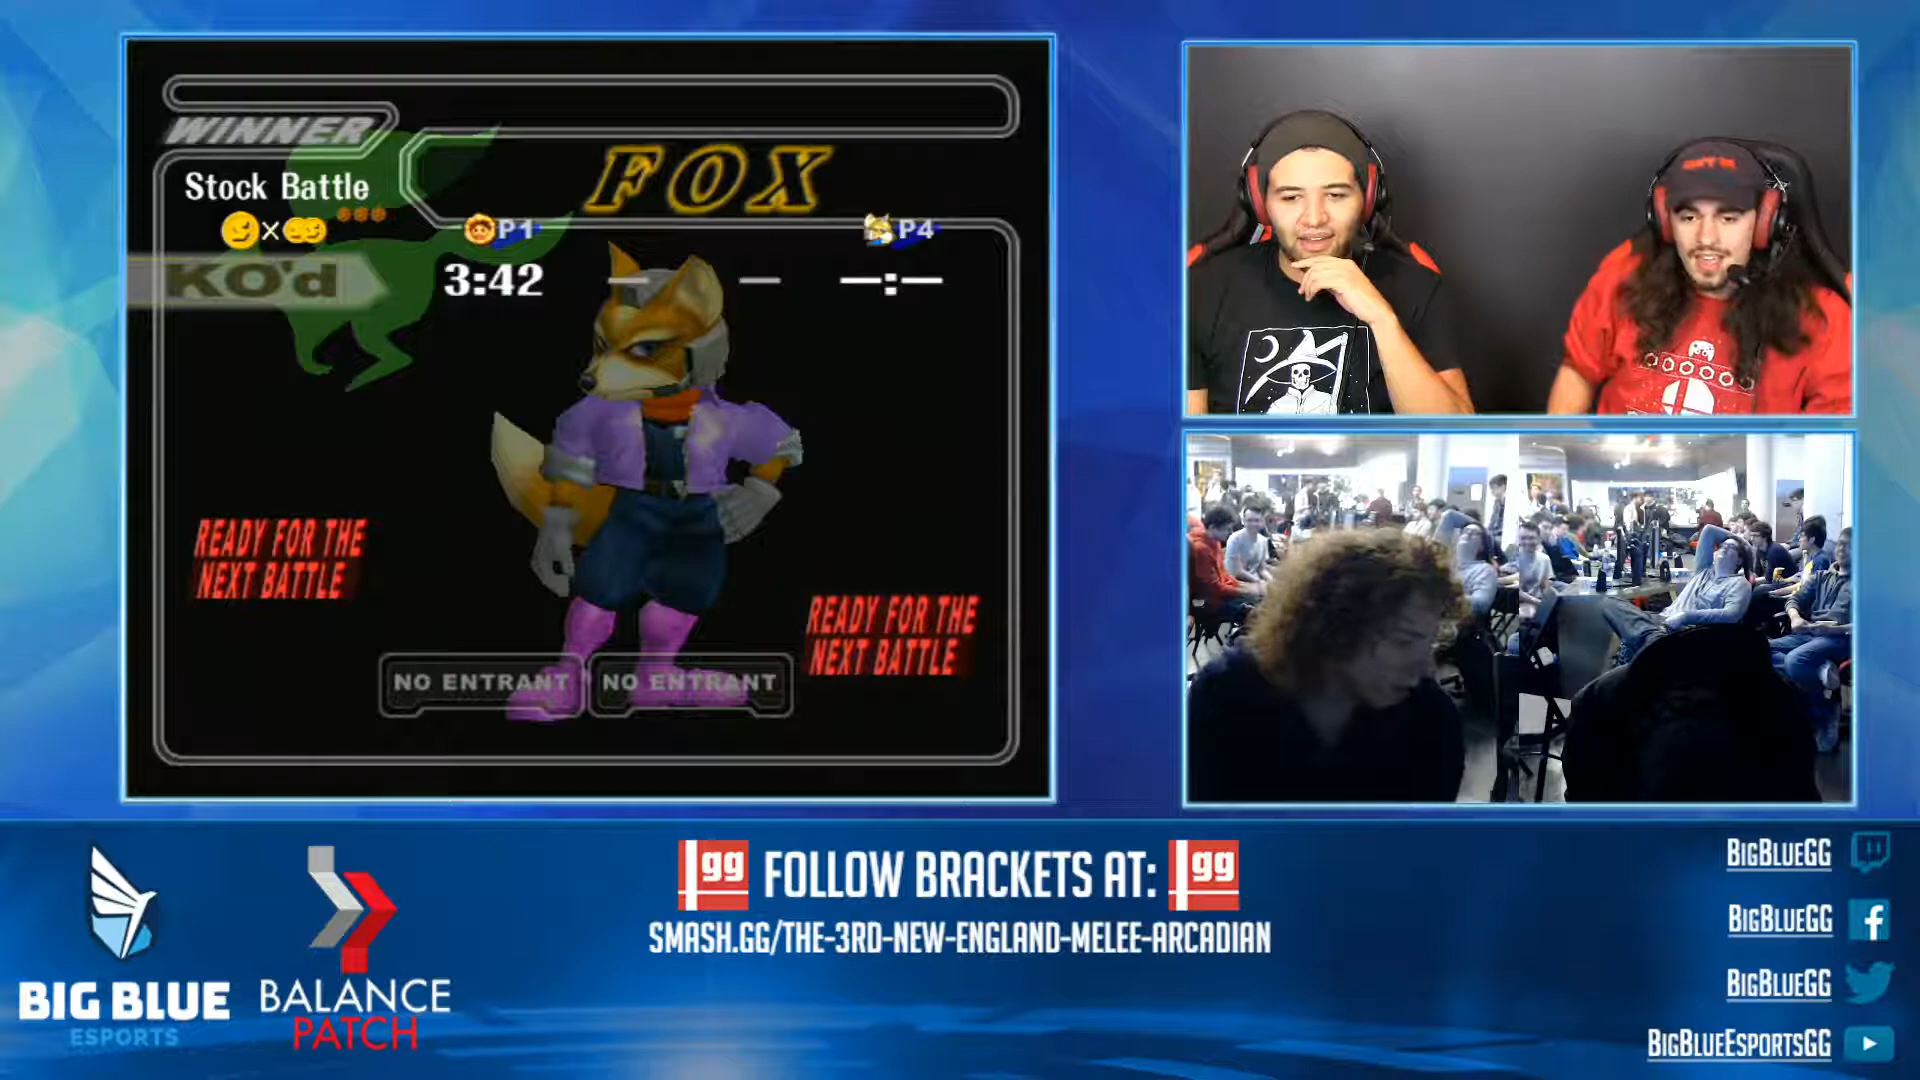 WINNER
Stock Battle
FOX
P1
P4
KO'd
3:42
READY FOR THE
NEXT BATTLE
READY FOR THE
NEXT BATTLE
NO ENTRANT
NO ENTRANT
gg FOLLOW BRACKETS AT: gg
SMASH.GG/THE-3RD-NEW-ENGLAND-MELEE-ARCADIAN
BIG BLUE
ESPORTS
BALANCE
PATCH
BIGBLUEGG
BIGBLUEGG
BIGBLUEGG
BIGBLUEESPORTSGG